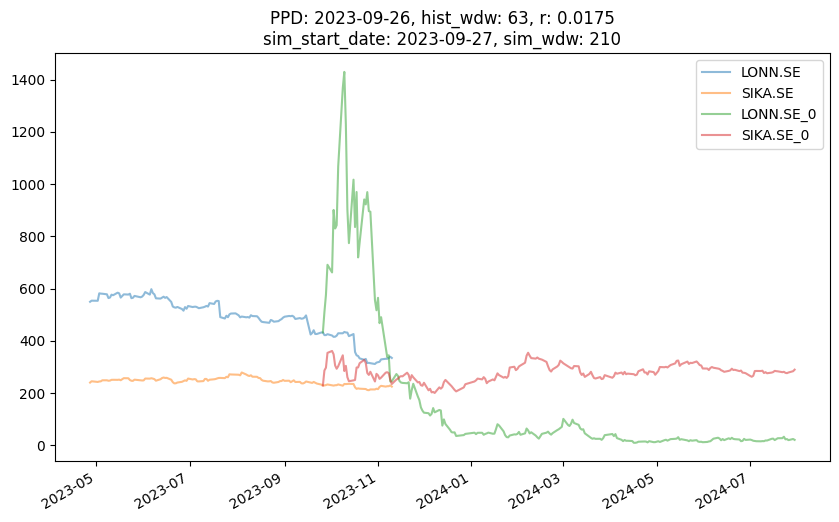 PPD: 2023-09-26, hist_wdw: 63, r: 0.0175
sim_start_date: 2023-09-27, sim_wdw: 210
LONN.SE
SIKA.SE
LONN.SE_0
SIKA.SE_0
1400
1200
1000
800
600
400
200
0
2023-05
2023-07
2023-09
2023-11
2024-01
2024-03
2024-05
2024-07